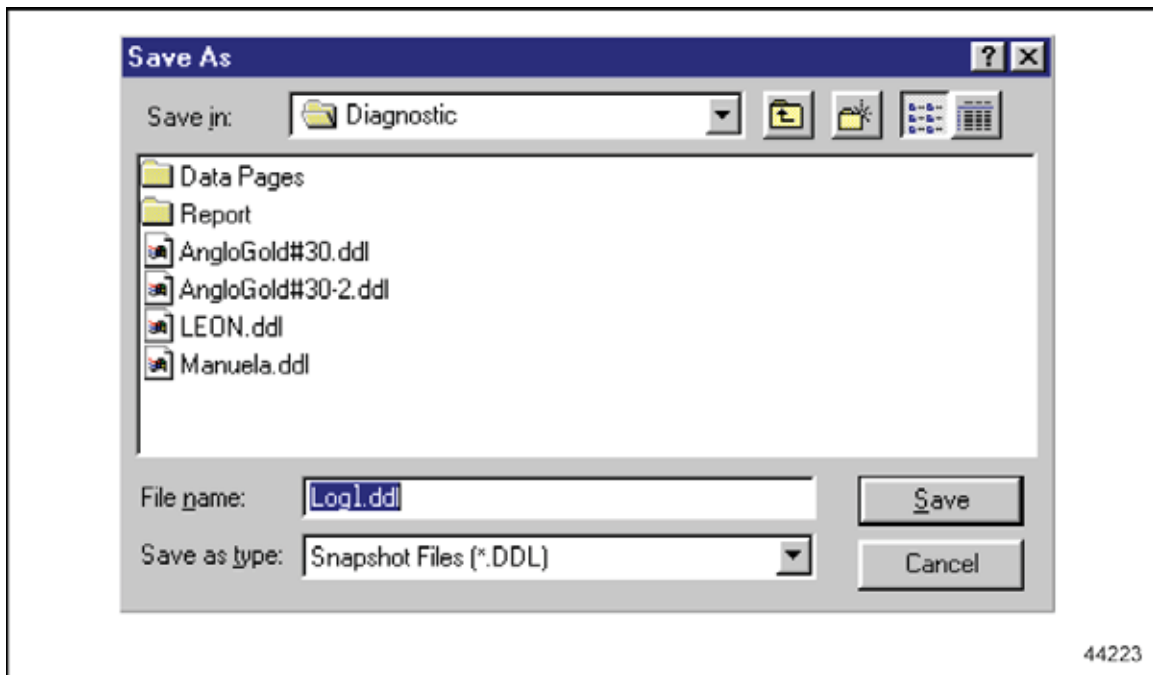 Save As
Save in: Diagnostic
Data Pages
Report
AngloGold#30.ddl
AngloGold#30-2.ddl
LEON.ddl
Manuela.ddl
File name: Log1.ddl Save
Save as type: Snapshot Files (*.DDL) Cancel
44223